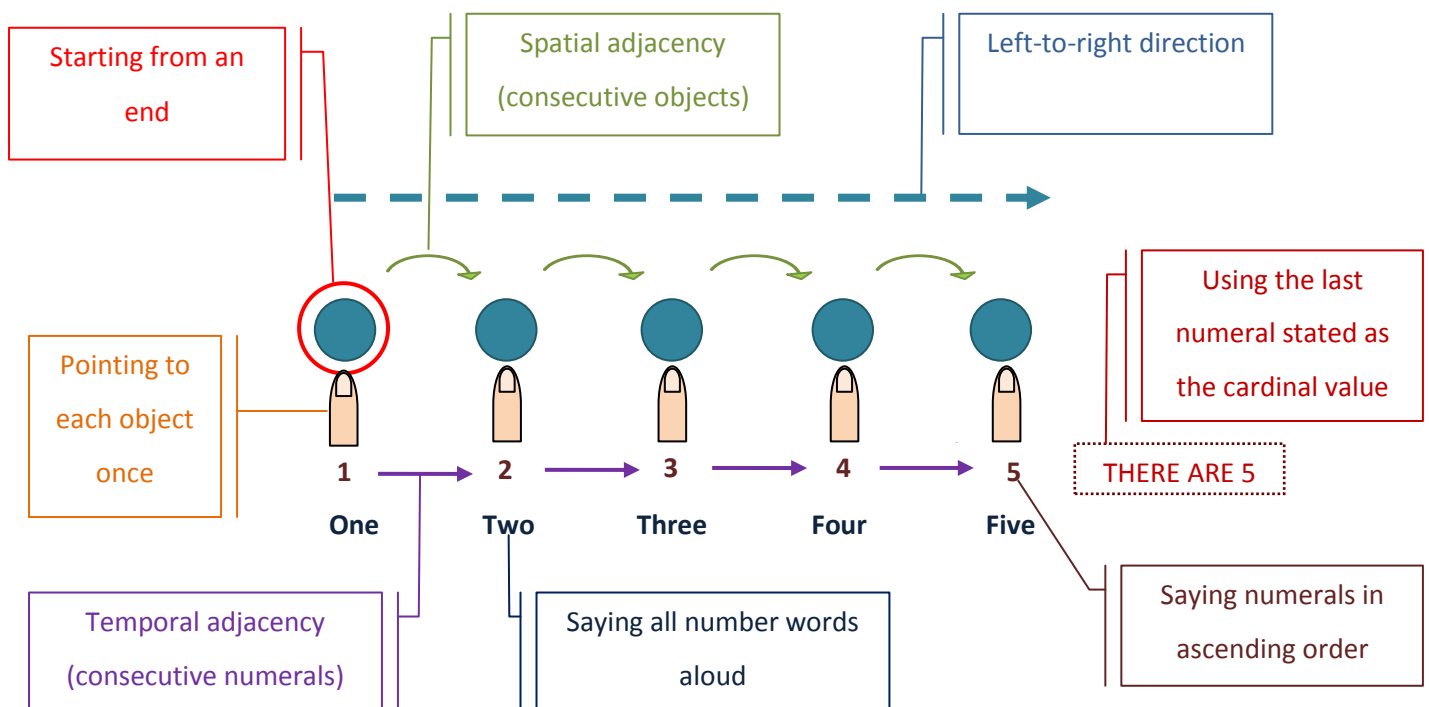 Starting from an
end
Spatial adjacency
(consecutive objects)
Left-to-right direction
Using the last
numeral stated as
the cardinal value
Pointing to
each object
once
1 2 3 4 5
THERE ARE 5
One Two Three Four Five
Temporal adjacency
(consecutive numerals)
Saying all number words
aloud
Saying numerals in
ascending order